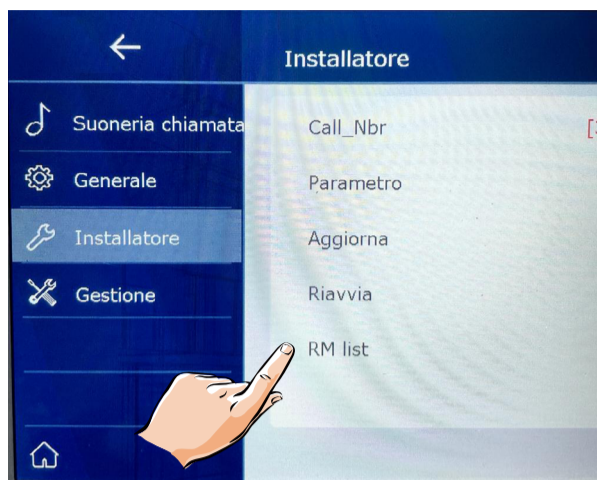 Installatore
Suoneria chiamata
Generale
Installatore
Gestione
Call_Nbr
Parametro
Aggiorna
Riavvia
RM list